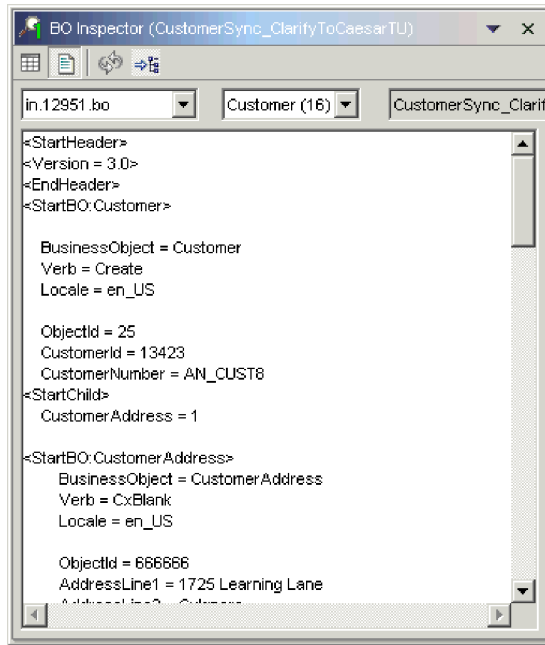 BO Inspector (CustomerSync_ClarifyToCaesarTU)
in.12951.bo
Customer (16)
CustomerSync_Clarif
<StartHeader>
<Version = 3.0>
<EndHeader>
<StartBO:Customer>
BusinessObject = Customer
Verb = Create
Locale = en_US
ObjectId = 25
CustomerId = 13423
CustomerNumber = AN_CUST8
<StartChild>
CustomerAddress = 1
<StartBO:CustomerAddress>
BusinessObject = CustomerAddress
Verb = CxBlank
Locale = en_US
ObjectId = 666666
AddressLine1 = 1725 Learning Lane